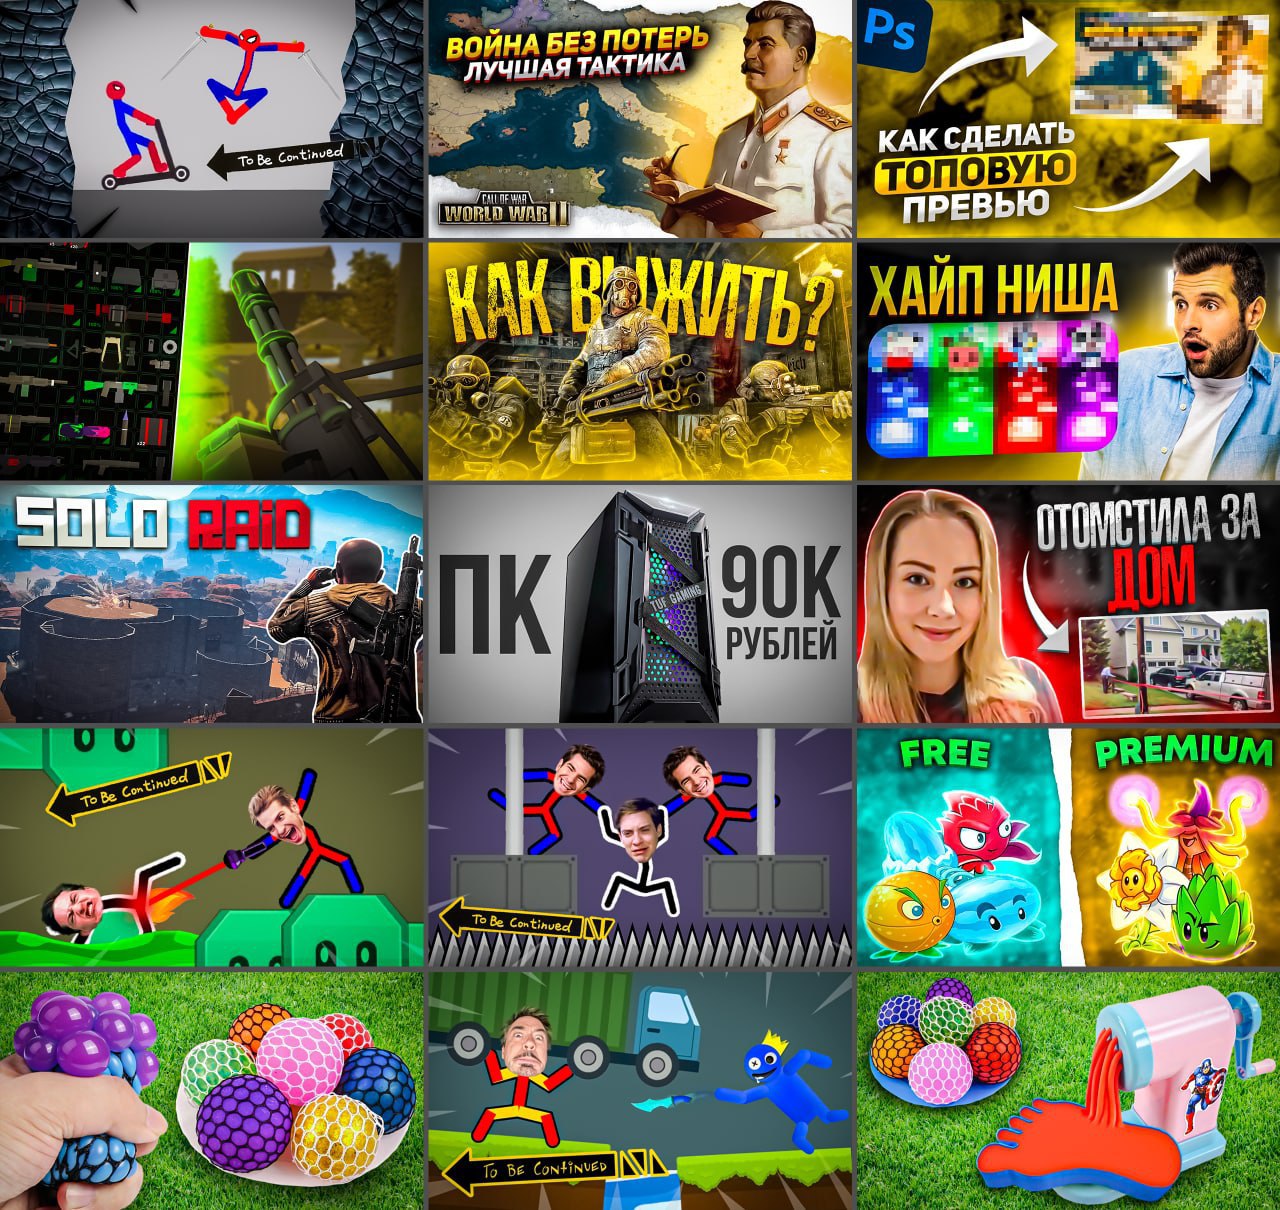 To Be Continued
ВОЙНА БЕЗ ПОТЕРЬ
ЛУЧШАЯ ТАКТИКА
CALL OF WAR
WORLD WAR II
Ps
КАК СДЕЛАТЬ
ТОПОВУЮ
ПРЕВЬЮ
КАК ВЫЖИТЬ?
ХАЙП НИША
SOLO RAID
ПК
TUF GAMING
90К
РУБЛЕЙ
ОТОМСТИЛА ЗА
ДОМ
To Be Continued
To Be Continued
FREE
PREMIUM
To Be Continued